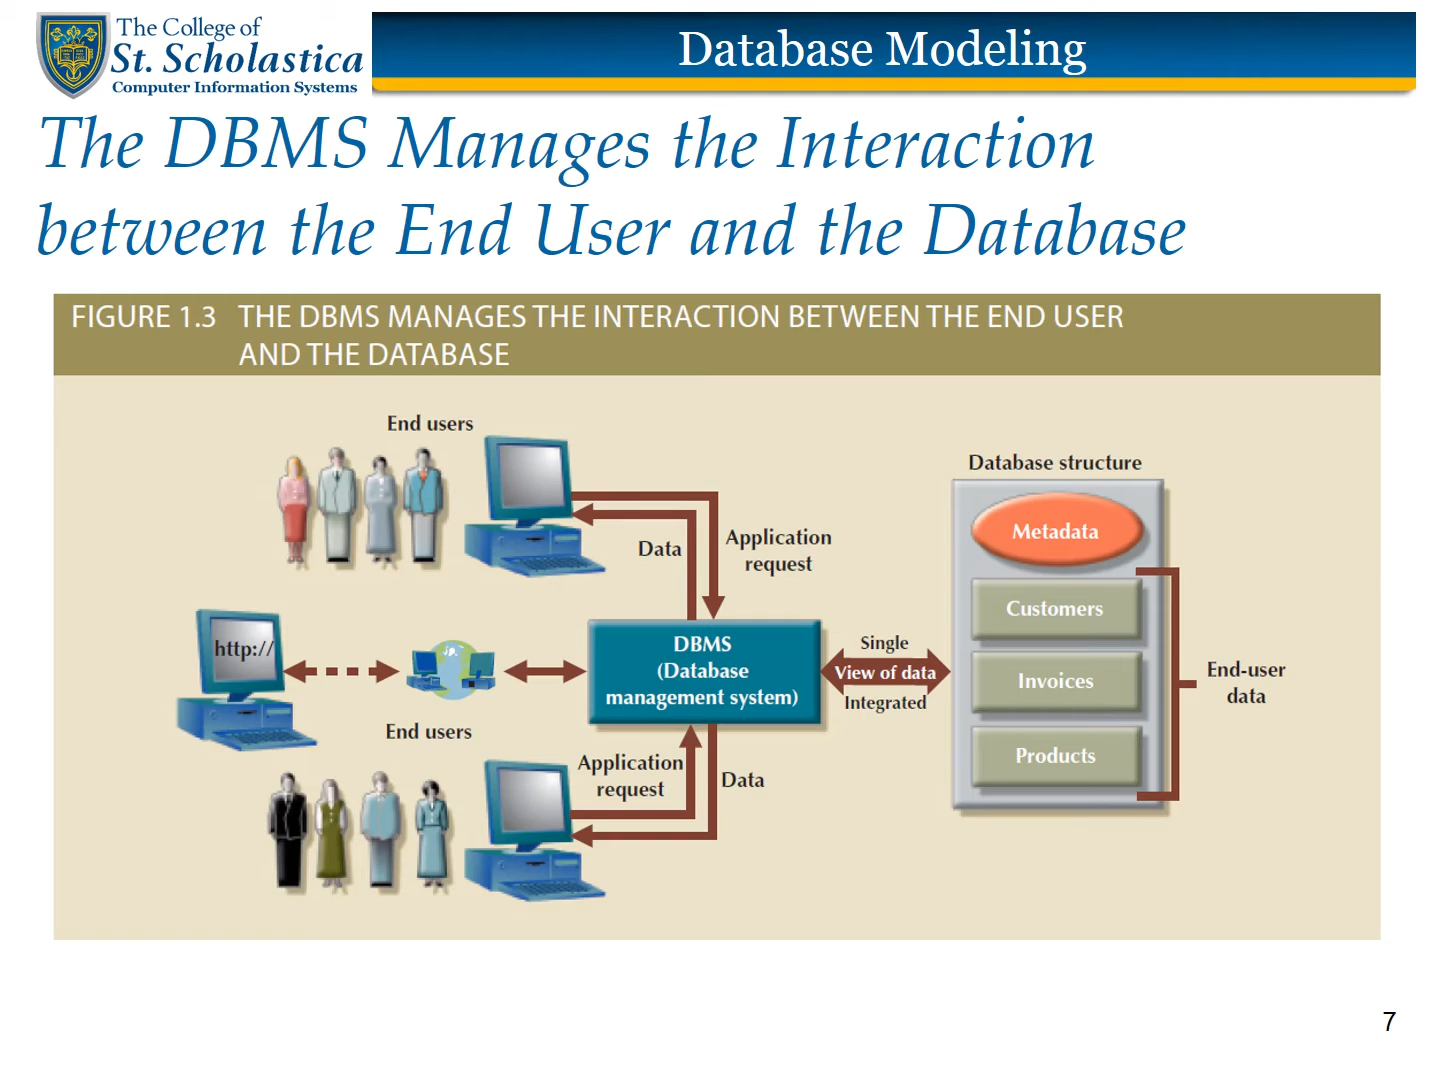 The College of
St. Scholastica
Computer Information Systems
Database Modeling
The DBMS Manages the Interaction
between the End User and the Database
FIGURE 1.3 THE DBMS MANAGES THE INTERACTION BETWEEN THE END USER
AND THE DATABASE
End users
Database structure
Metadata
Data
Application
request
Customers
http://
DBMS
(Database
management system)
Single
View of data
Integrated
Invoices
End-user
data
End users
Application
request
Data
Products
7